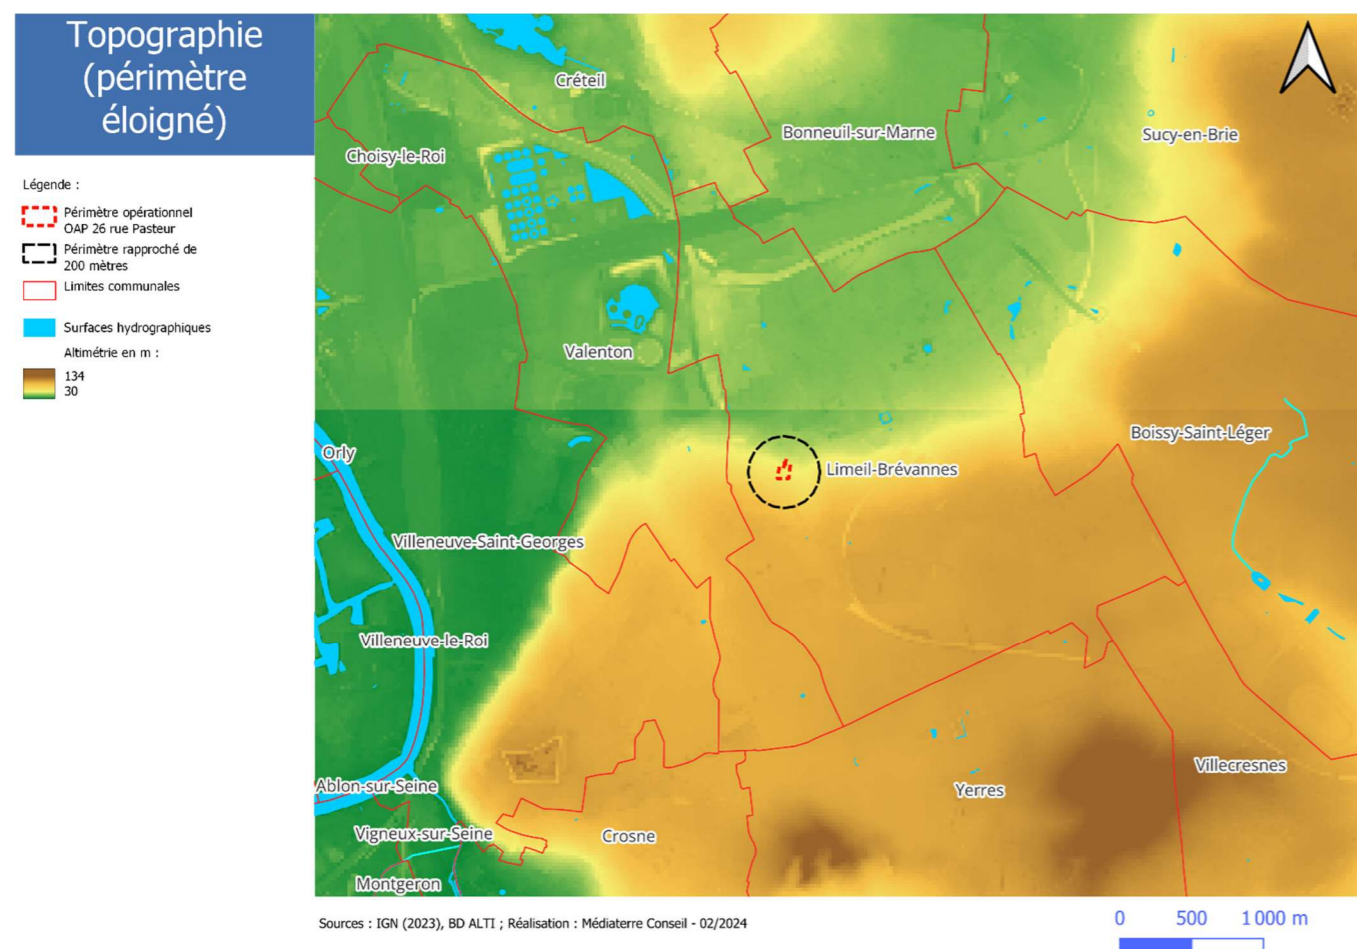 Topographie
(périmètre
éloigné)
Légende :
Périmètre opérationnel
OAP 26 rue Pasteur
Périmètre rapproché de
200 mètres
Limites communales
Surfaces hydrographiques
Altimétrie en m :
134
30
Créteil
Bonneuil-sur-Marne
Sucy-en-Brie
Choisy-le-Roi
Valenton
Boissy-Saint-Léger
Orly
Limeil-Brévannes
Villeneuve-Saint-Georges
Villeneuve-le-Roi
Villecresnes
Ablon-sur-Seine
Yerres
Vigneux-sur-Seine
Crosne
Montgeron
Sources : IGN (2023), BD ALTI ; Réalisation : Médiaterre Conseil - 02/2024
0 500 1 000 m